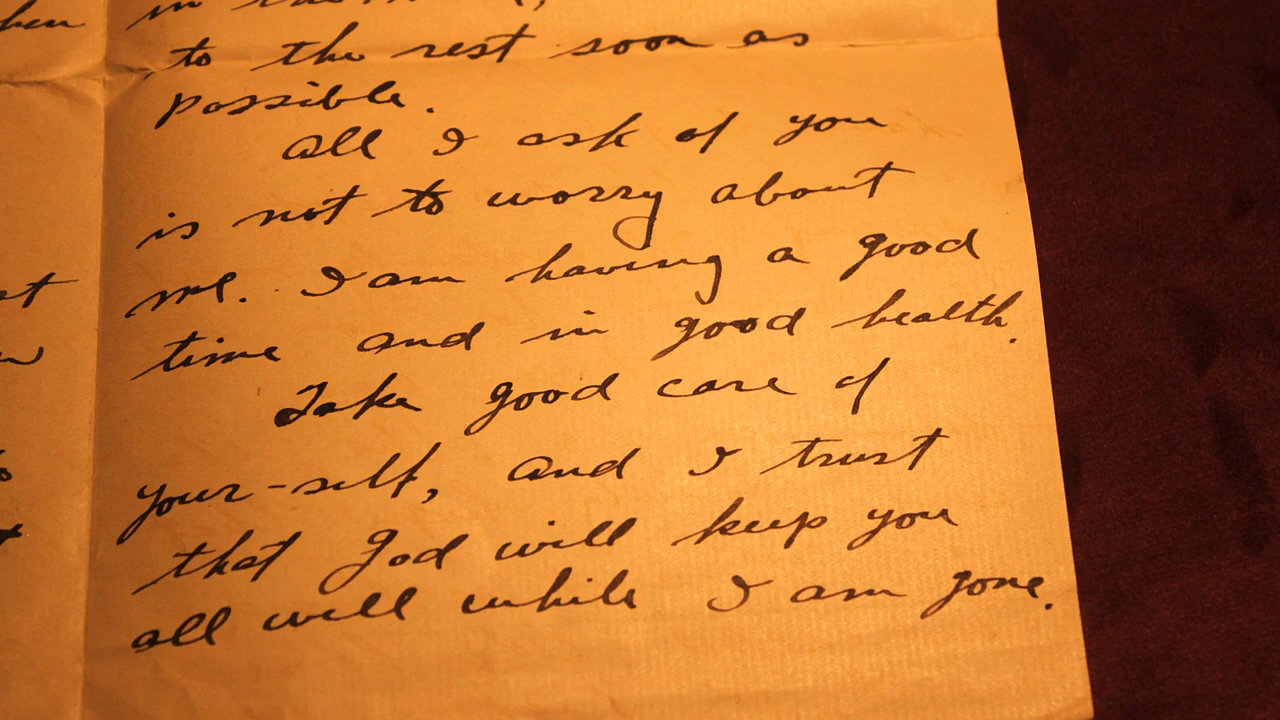 to the rest soon as
possible.
All I ask of you
is not to worry about
me. I am having a good
time and in good health.
Take good care of
your-self, and I trust
that God will keep you
all well while I am gone.